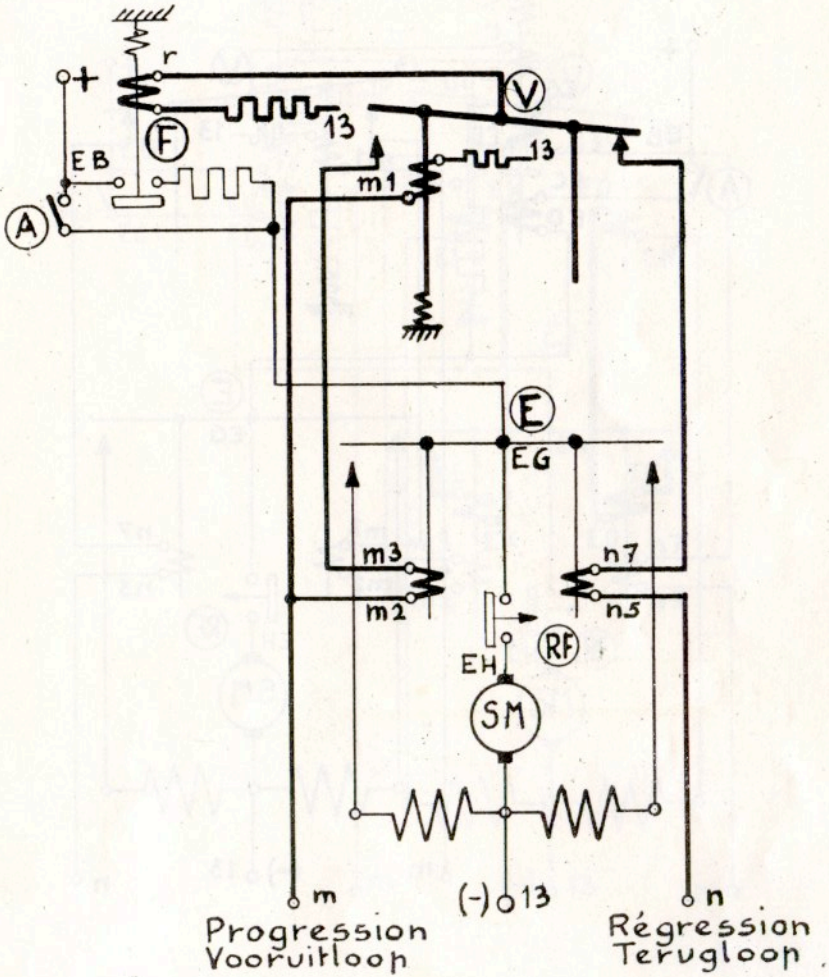 r
+
V
F
13
EB
13
m1
A
E
EG
m3
n7
m2
n5
RF
EH
SM
m
(-) 13
n
Progression
Vooruitloop
Régression
Terugloop.